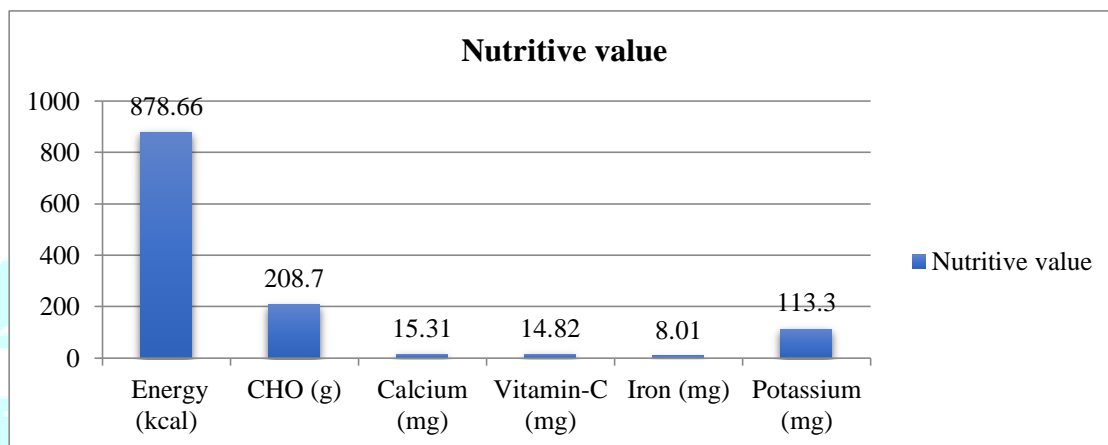 Nutritive value
1000
878.66
800
600
400
208.7
200
15.31
14.82
8.01
113.3
0
Energy
(kcal)
CHO (g)
Calcium
(mg)
Vitamin-C
(mg)
Iron (mg)
Potassium
(mg)
Nutritive value